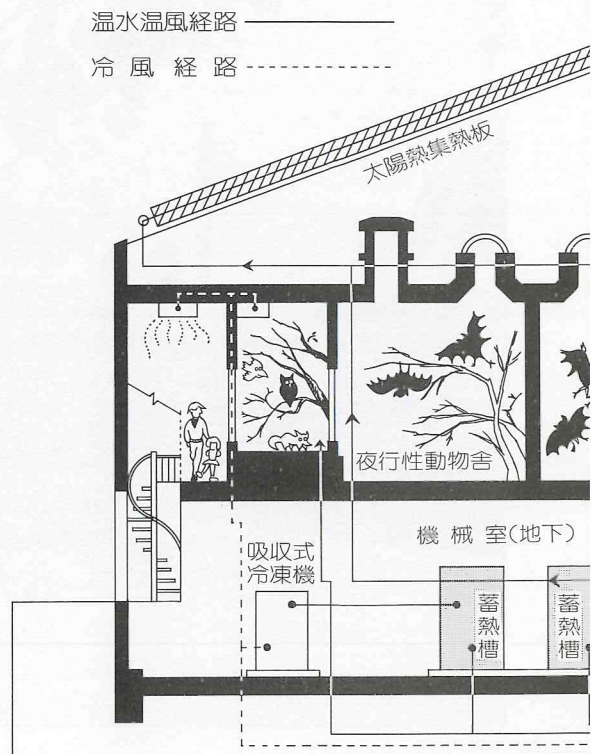 温水温風経路
冷風経路
太陽熱集熱板
夜行性動物舎
機械室(地下)
吸収式
冷凍機
蓄熱槽
蓄熱槽